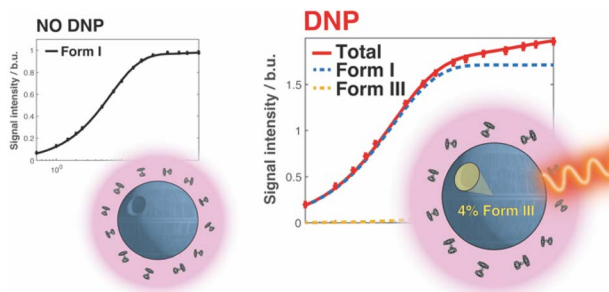 NO DNP
Form I
Signal intensity / b.u.
1
0.8
0.6
0.4
0.2
0
10⁰
DNP
Total
Form I
Form III
Signal intensity / b.u.
1.5
1
0.5
0
4% Form III